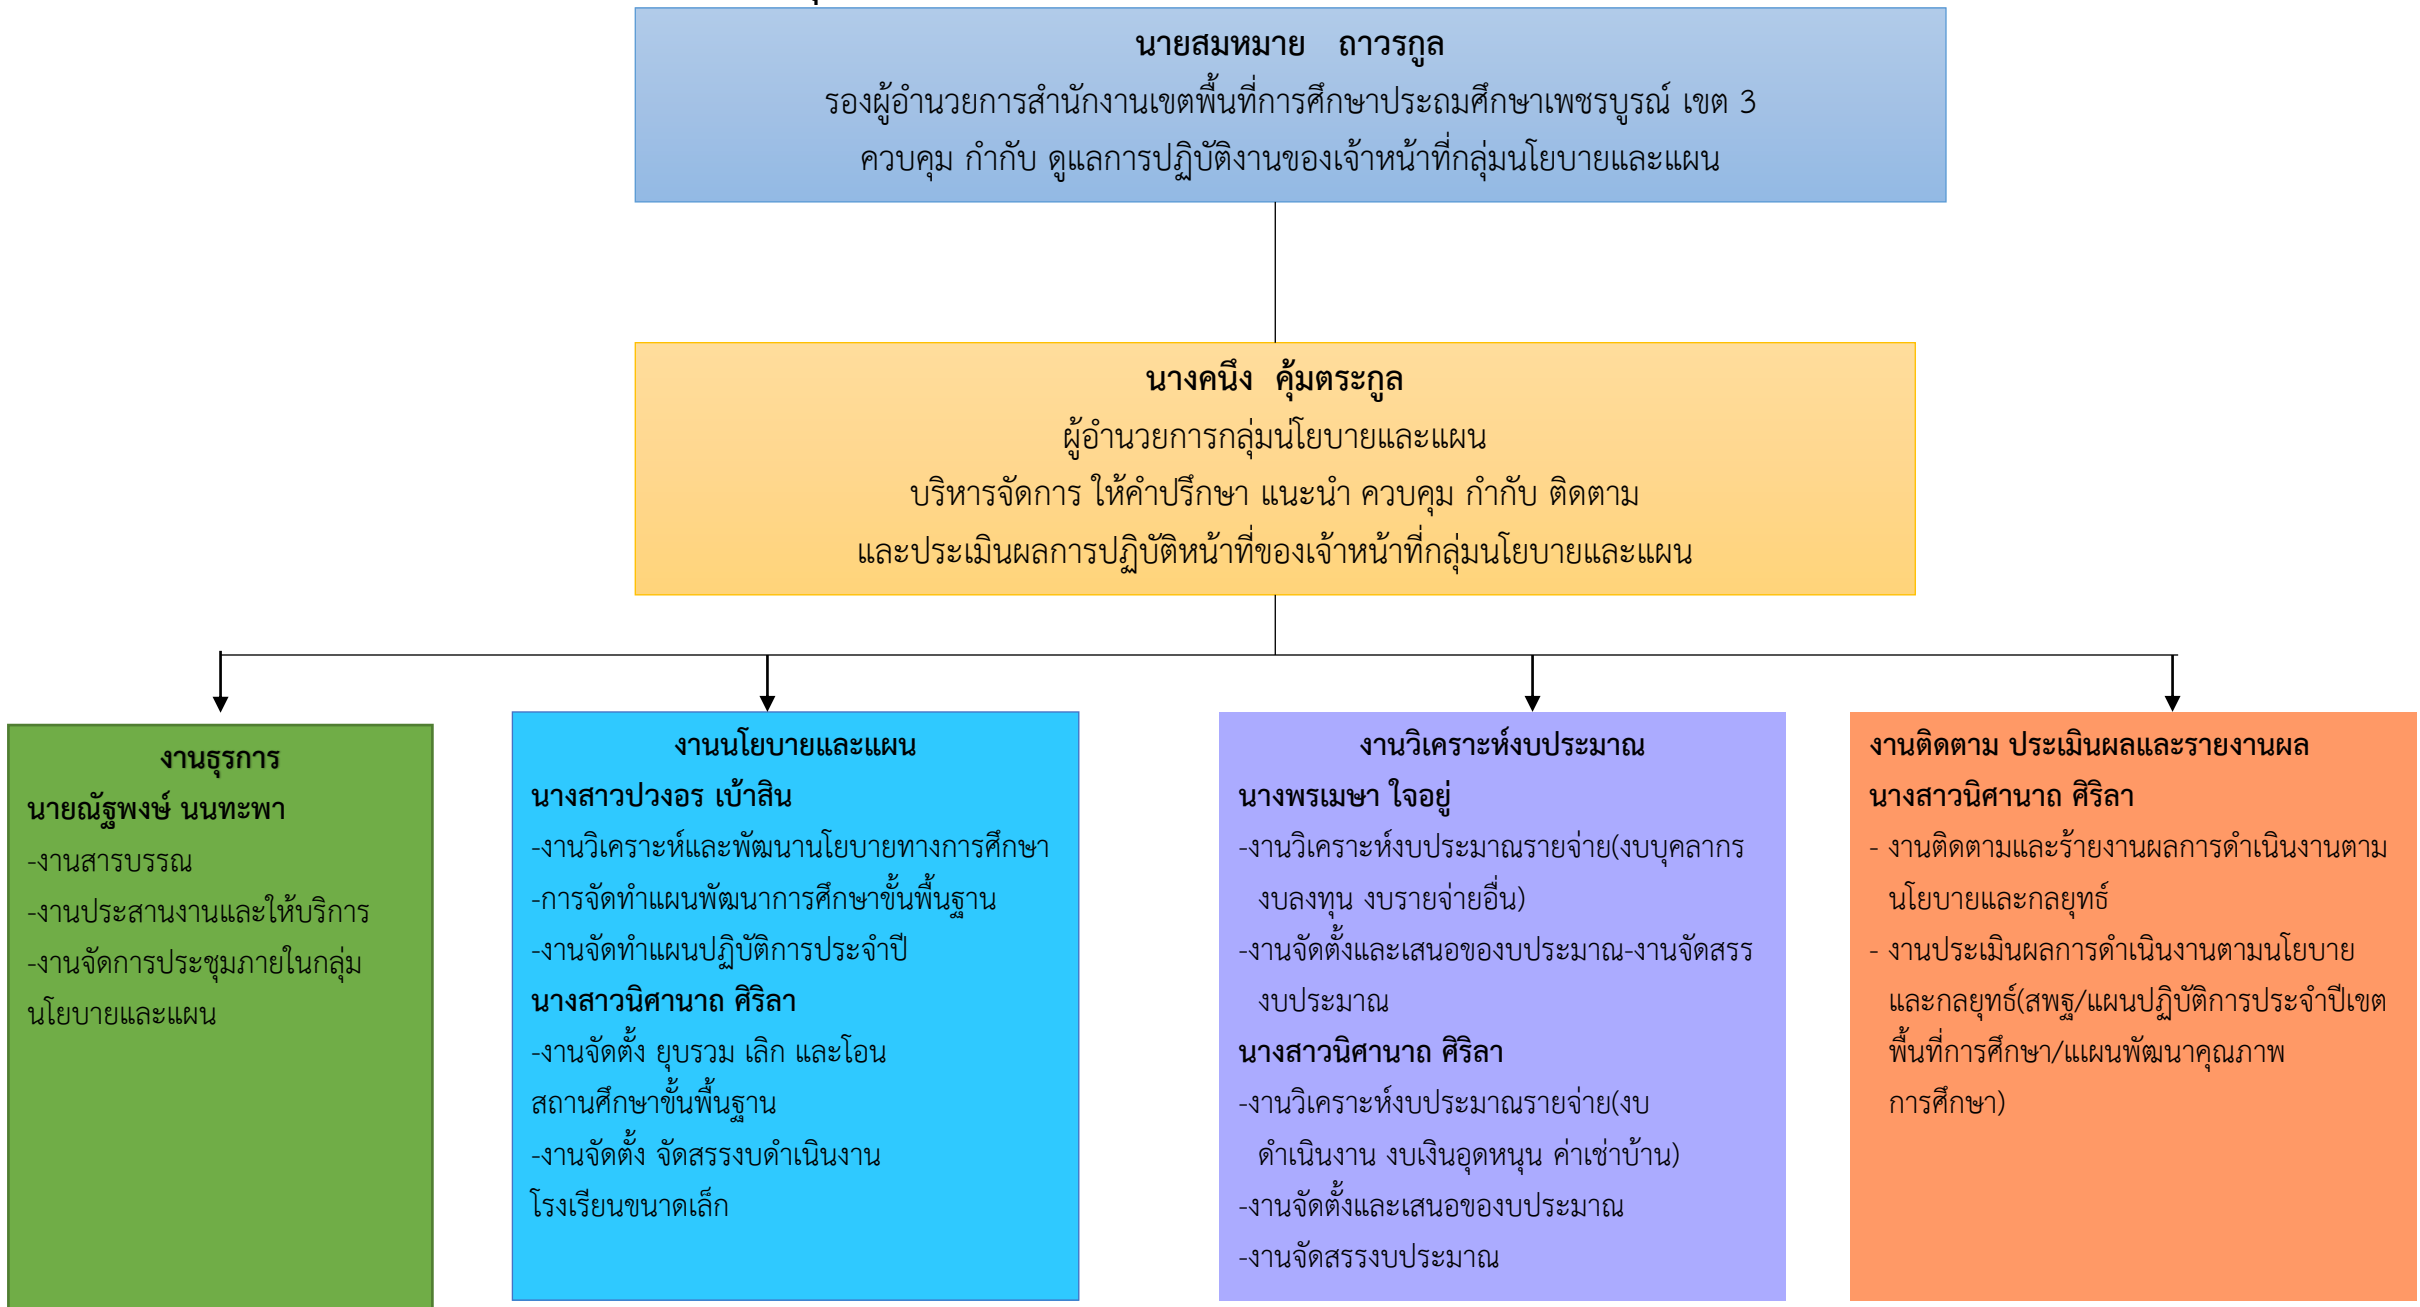 นายสมหมาย ถาวรกูล
รองผู้อำนวยการสำนักงานเขตพื้นที่การศึกษาประถมศึกษาเพชรบูรณ์ เขต 3
ควบคุม กำกับ ดูแลการปฏิบัติงานของเจ้าหน้าที่กลุ่มนโยบายและแผน
นางคนึง คุ้มตระกูล
ผู้อำนวยการกลุ่มน่โยบายและแผน
บริหารจัดการ ให้คำปรึกษา แนะนำ ควบคุม กำกับ ติดตาม
และประเมินผลการปฏิบัติหน้าที่ของเจ้าหน้าที่กลุ่มนโยบายและแผน
งานธุรการ
นายณัฐพงษ์ นนทะพา
-งานสารบรรณ
-งานประสานงานและให้บริการ
-งานจัดการประชุมภายในกลุ่ม
นโยบายและแผน
งานนโยบายและแผน
นางสาวปวงอร เบ้าสิน
-งานวิเคราะห์และพัฒนานโยบายทางการศึกษา
-การจัดทำแผนพัฒนาการศึกษาขั้นพื้นฐาน
-งานจัดทำแผนปฏิบัติการประจำปี
นางสาวนิศานาถ ศิริลา
-งานจัดตั้ง ยุบรวม เลิก และโอน
สถานศึกษาขั้นพื้นฐาน
-งานจัดตั้ง จัดสรรงบดำเนินงาน
โรงเรียนขนาดเล็ก
งานวิเคราะห์งบประมาณ
นางพรเมษา ใจอยู่
-งานวิเคราะห์งบประมาณรายจ่าย(งบบุคลากร
งบลงทุน งบรายจ่ายอื่น)
-งานจัดตั้งและเสนอของบประมาณ-งานจัดสรร
งบประมาณ
นางสาวนิศานาถ ศิริลา
-งานวิเคราะห์งบประมาณรายจ่าย(งบ
ดำเนินงาน งบเงินอุดหนุน ค่าเช่าบ้าน)
-งานจัดตั้งและเสนอของบประมาณ
-งานจัดสรรงบประมาณ
งานติดตาม ประเมินผลและรายงานผล
นางสาวนิศานาถ ศิริลา
- งานติดตามและร้ายงานผลการดำเนินงานตาม
นโยบายและกลยุทธ์
- งานประเมินผลการดำเนินงานตามนโยบาย
และกลยุทธ์(สพฐ/แผนปฏิบัติการประจำปีเขต
พื้นที่การศึกษา/แผนพัฒนาคุณภาพ
การศึกษา)